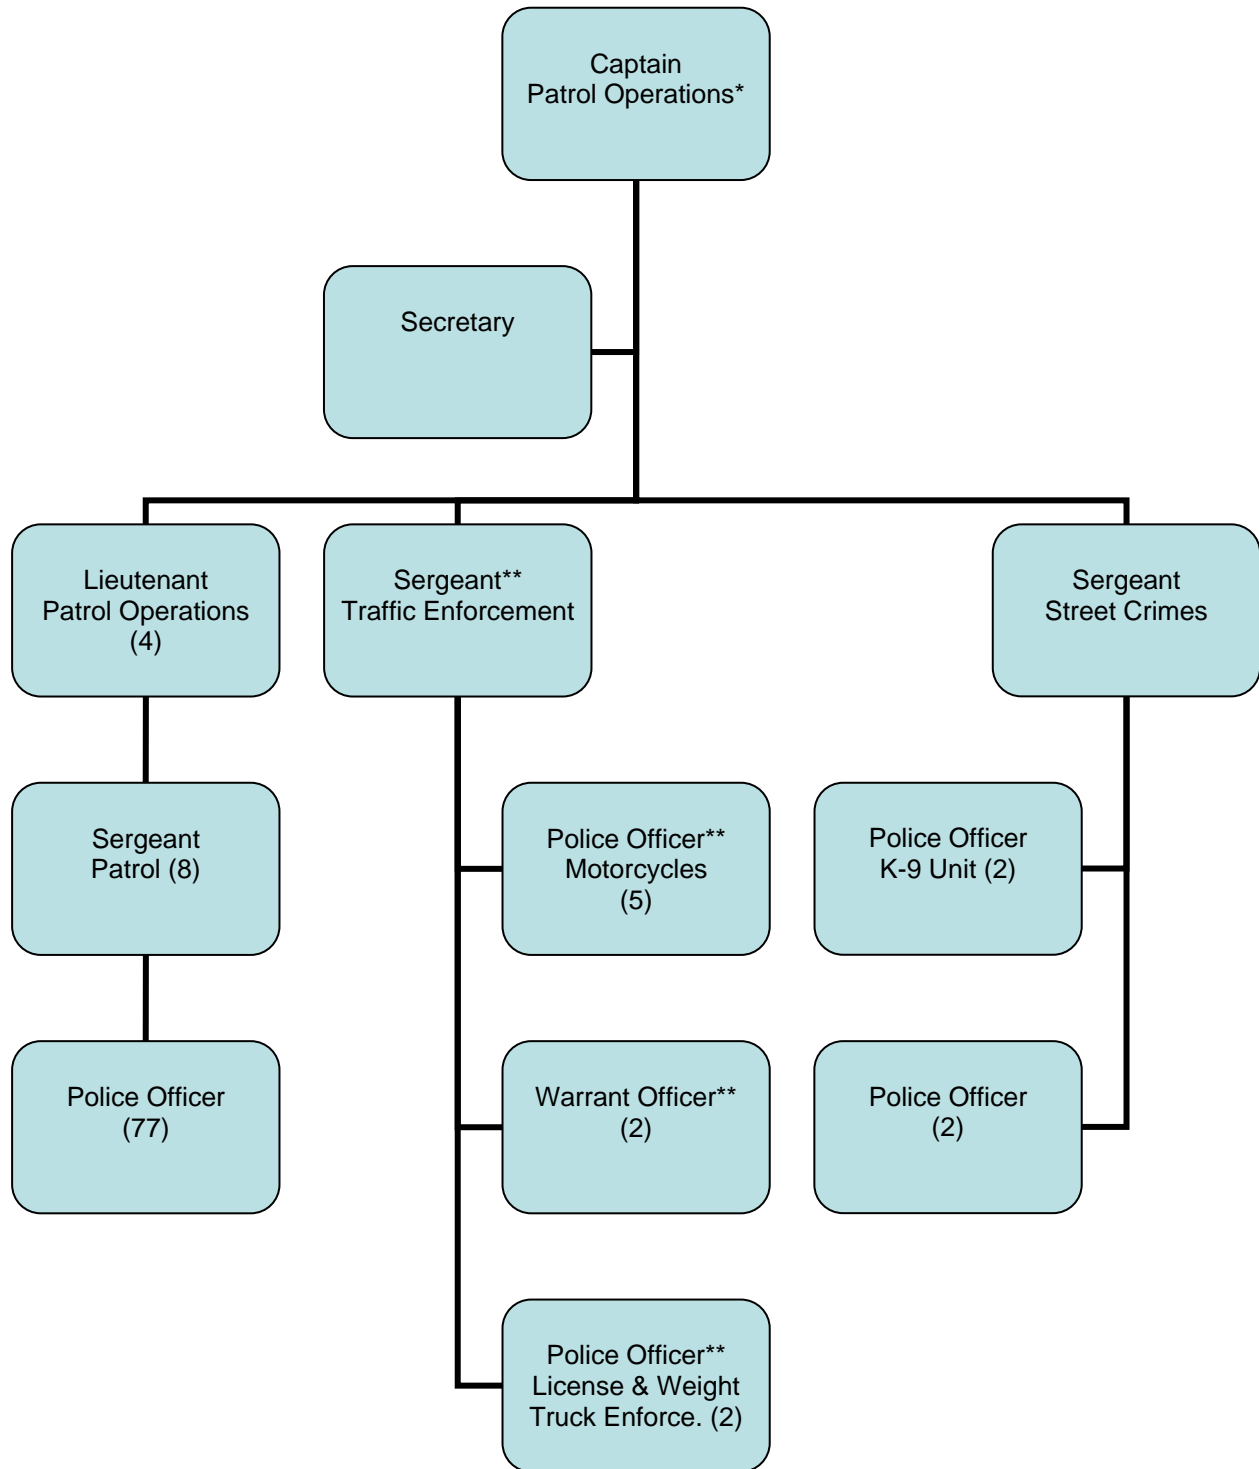 Captain
Patrol Operations*
Secretary
Lieutenant
Patrol Operations
(4)
Sergeant**
Traffic Enforcement
Sergeant
Street Crimes
Sergeant
Patrol (8)
Police Officer**
Motorcycles
(5)
Police Officer
K-9 Unit (2)
Police Officer
(77)
Warrant Officer**
(2)
Police Officer
(2)
Police Officer**
License & Weight
Truck Enforce. (2)